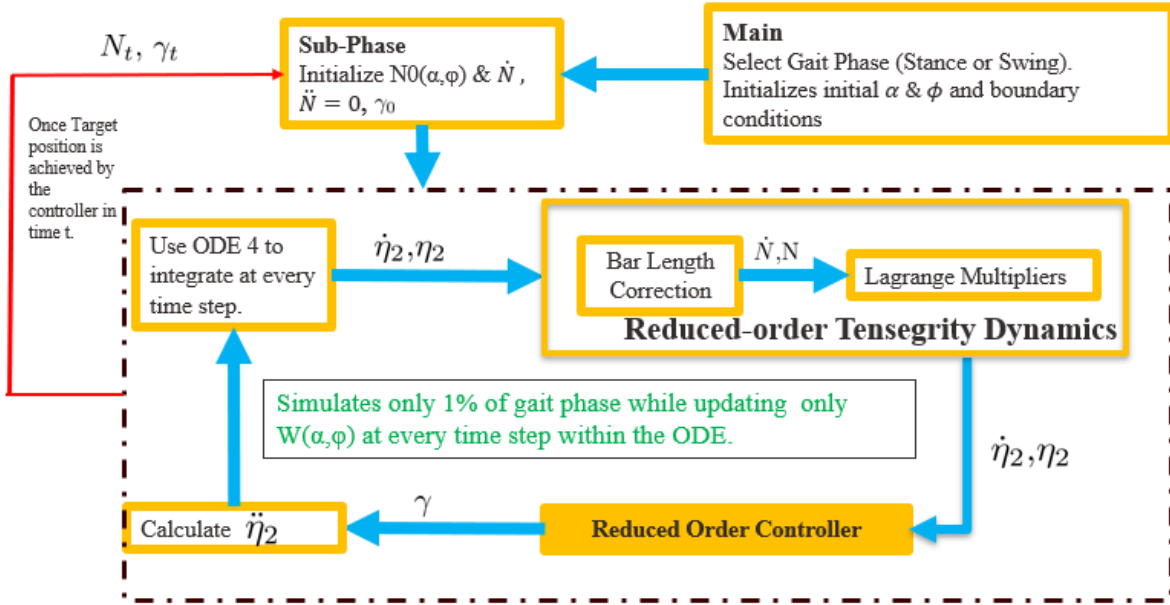 N_t, γ_t
Sub-Phase
Initialize N0(α,φ) & Ṅ ,
N̈ = 0, γ_0
Main
Select Gait Phase (Stance or Swing).
Initializes initial α & ϕ and boundary
conditions
Once Target
position is
achieved by
the
controller in
time t.
Use ODE 4 to
integrate at every
time step.
η̇_2,η_2
Bar Length
Correction
Ṅ,N
Lagrange Multipliers
Reduced-order Tensegrity Dynamics
Simulates only 1% of gait phase while updating only
W(α,φ) at every time step within the ODE.
η̇_2,η_2
Calculate η̈_2
γ
Reduced Order Controller